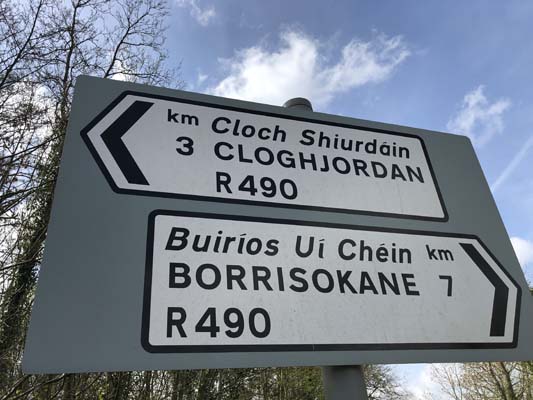 km Cloch Shiurdáin
3 CLOGHJORDAN
R490
Buiríos Uí Chéin km
BORRISOKANE 7
R490